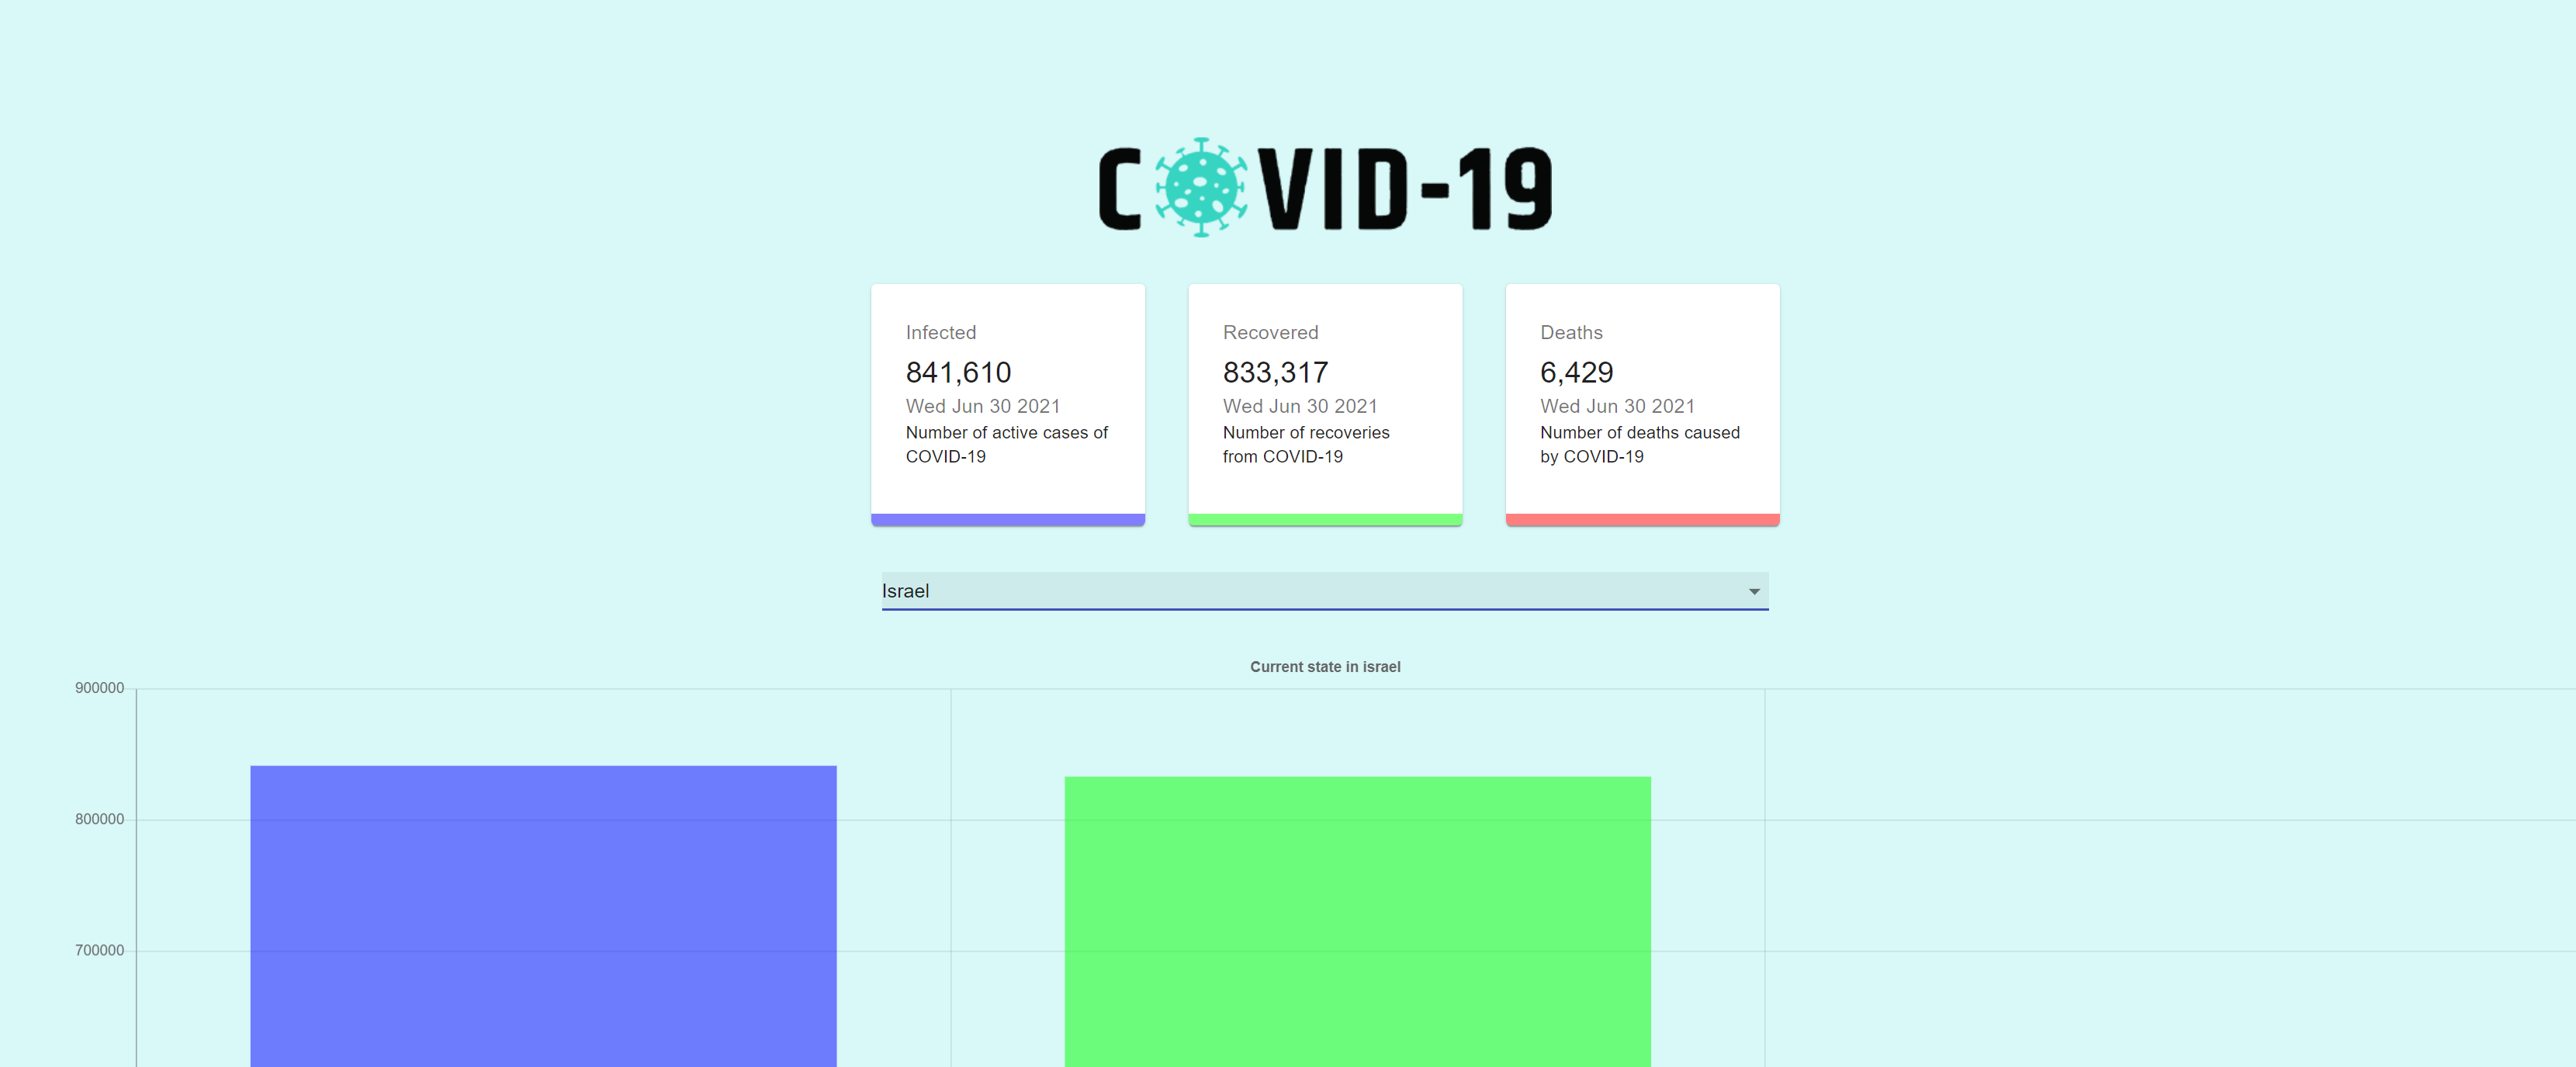 COVID-19
Infected
841,610
Wed Jun 30 2021
Number of active cases of
COVID-19
Recovered
833,317
Wed Jun 30 2021
Number of recoveries
from COVID-19
Deaths
6,429
Wed Jun 30 2021
Number of deaths caused
by COVID-19
Israel
Current state in israel
900000
800000
700000